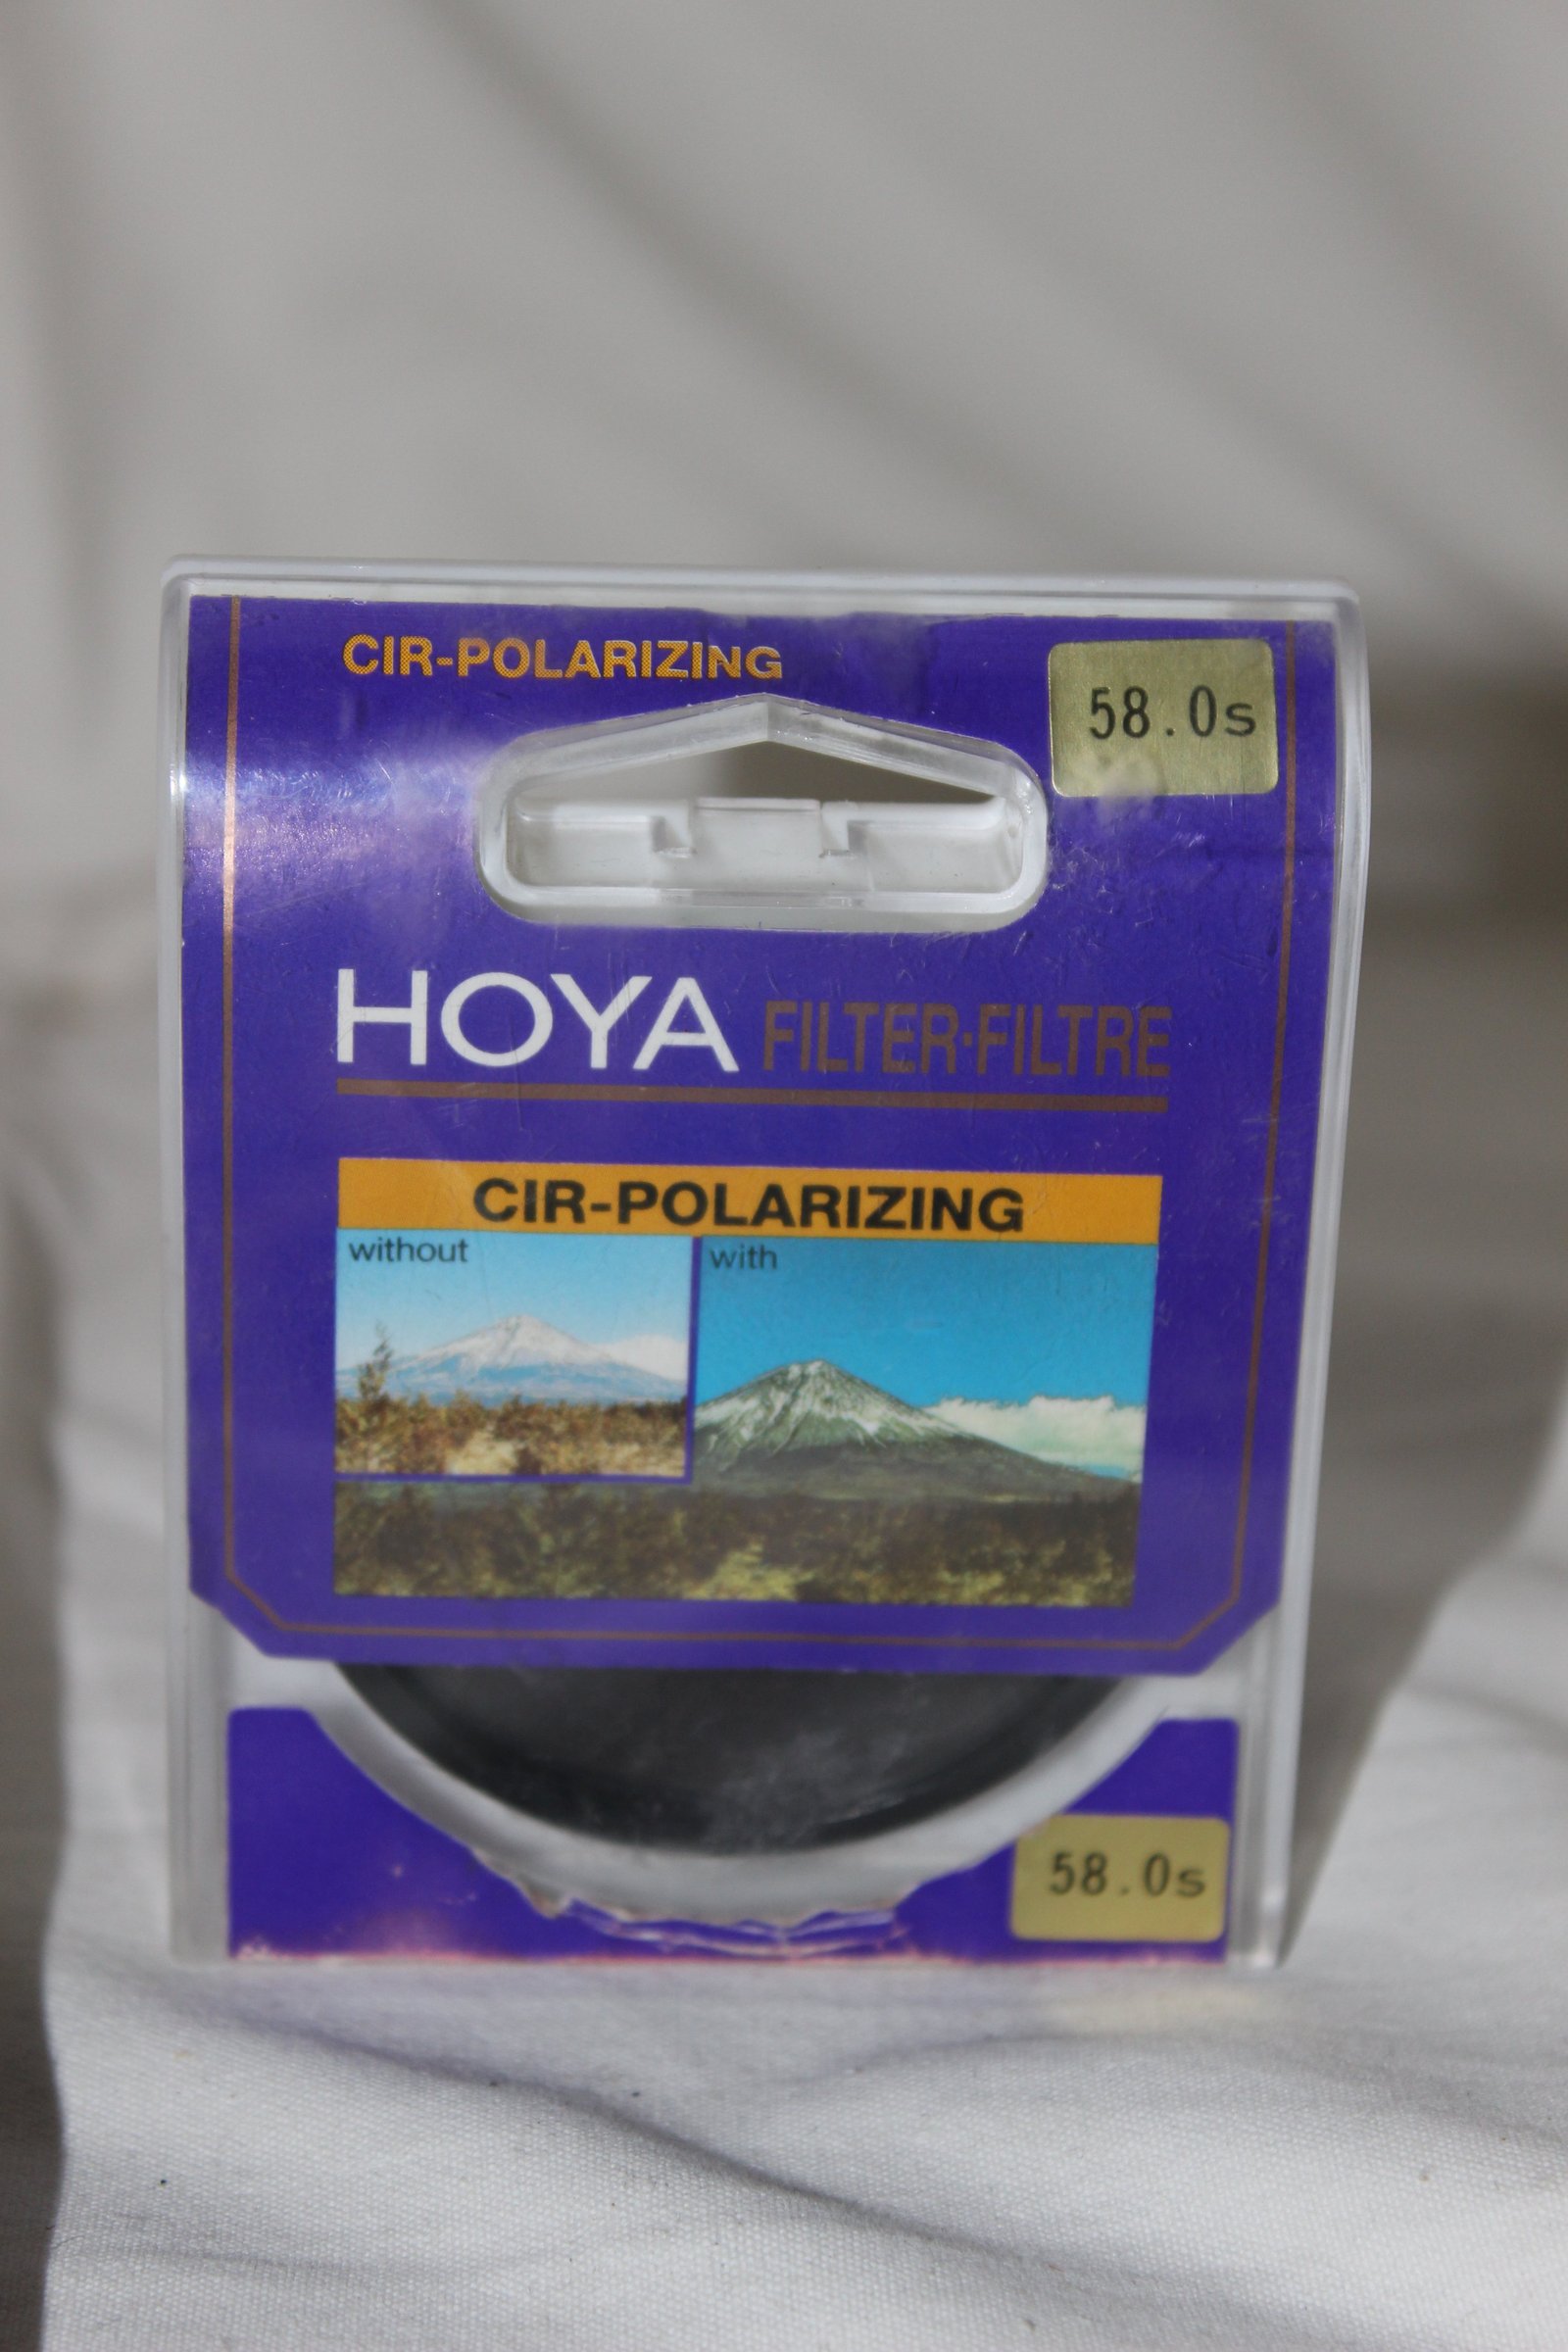 CIR-POLARIZING
58.0s
HOYA FILTER·FILTRE
CIR-POLARIZING
without
with
58.0s